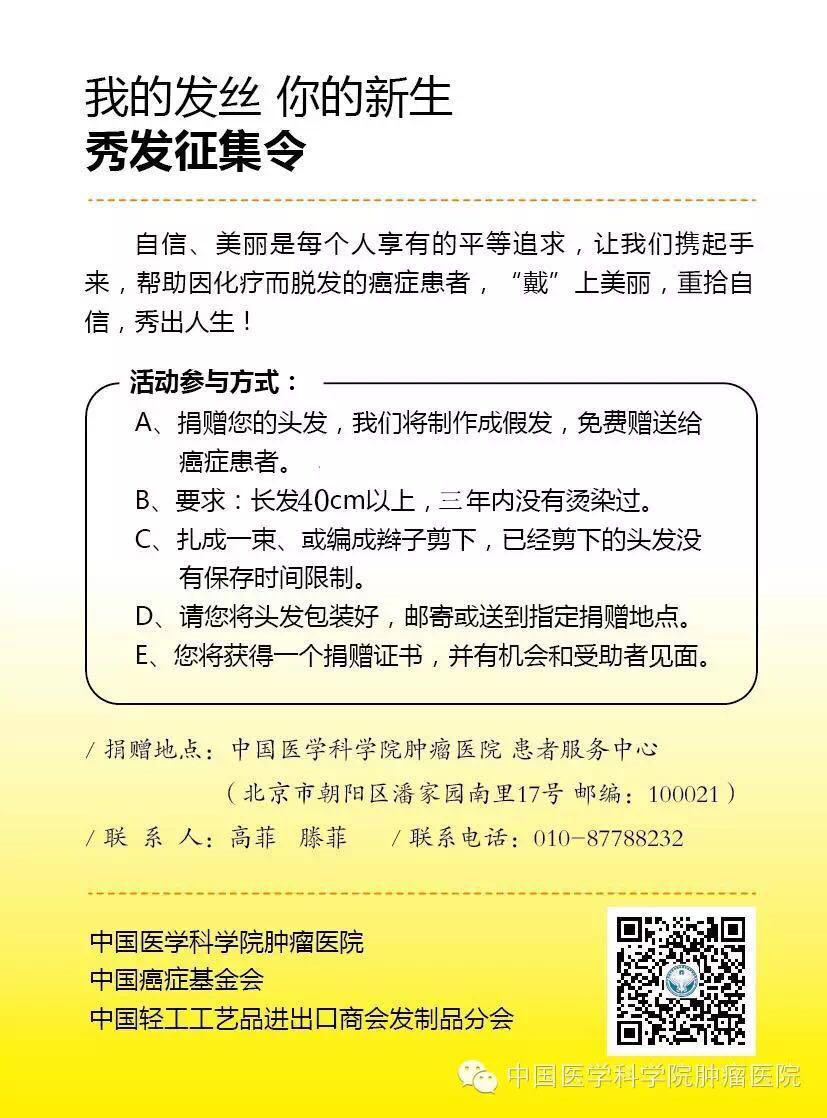 我的发丝 你的新生
秀发征集令
自信、美丽是每个人享有的平等追求，让我们携起手
来，帮助因化疗而脱发的癌症患者，“戴”上美丽，重拾自
信，秀出人生！
活动参与方式：
A、捐赠您的头发，我们将制作成假发，免费赠送给
癌症患者。
B、要求：长发40cm以上，三年内没有烫染过。
C、扎成一束、或编成辫子剪下，已经剪下的头发没
有保存时间限制。
D、请您将头发包装好，邮寄或送到指定捐赠地点。
E、您将获得一个捐赠证书，并有机会和受助者见面。
/ 捐赠地点：中国医学科学院肿瘤医院 患者服务中心
（北京市朝阳区潘家园南里17号 邮编：100021）
/ 联 系 人：高菲 滕菲 / 联系电话：010-87788232
中国医学科学院肿瘤医院
中国癌症基金会
中国轻工工艺品进出口商会发制品分会
中国医学科学院肿瘤医院